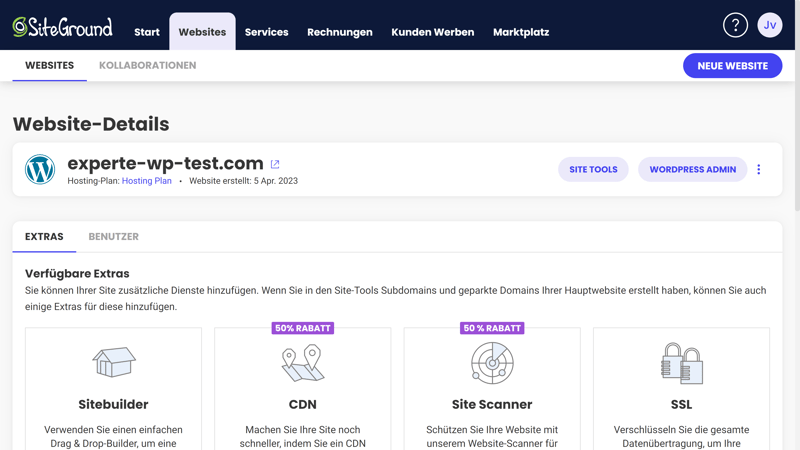 SiteGround
Start Websites Services Rechnungen Kunden Werben Marktplatz ? Jv
WEBSITES KOLLABORATIONEN NEUE WEBSITE
Website-Details
experte-wp-test.com
Hosting-Plan: Hosting Plan • Website erstellt: 5 Apr. 2023
SITE TOOLS WORDPRESS ADMIN
EXTRAS BENUTZER
Verfügbare Extras
Sie können Ihrer Site zusätzliche Dienste hinzufügen. Wenn Sie in den Site-Tools Subdomains und geparkte Domains Ihrer Hauptwebsite erstellt haben, können Sie auch
einige Extras für diese hinzufügen.
Sitebuilder
Verwenden Sie einen einfachen
Drag & Drop-Builder, um eine
50% RABATT
CDN
Machen Sie Ihre Site noch
schneller, indem Sie ein CDN
50 % RABATT
Site Scanner
Schützen Sie Ihre Website mit
unserem Website-Scanner für
SSL
Verschlüsseln Sie die gesamte
Datenübertragung, um Ihre